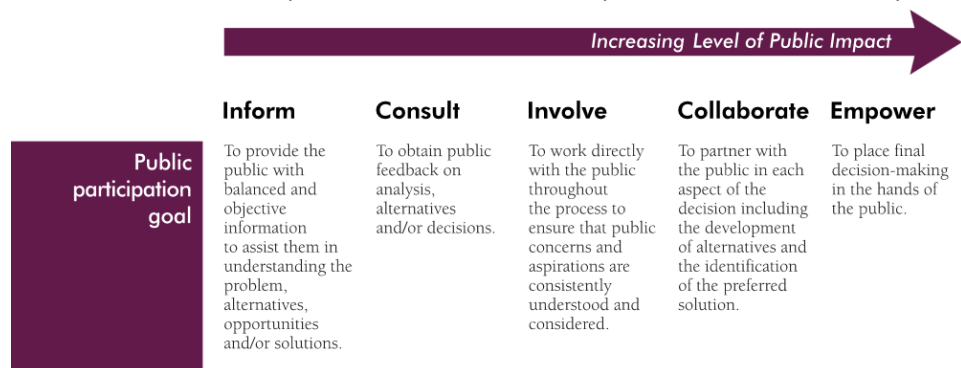 Increasing Level of Public Impact
Inform
Consult
Involve
Collaborate
Empower
Public
participation
goal
To provide the
public with
balanced and
objective
information
to assist them in
understanding the
problem,
alternatives,
opportunities
and/or solutions.
To obtain public
feedback on
analysis,
alternatives
and/or decisions.
To work directly
with the public
throughout
the process to
ensure that public
concerns and
aspirations are
consistently
understood and
considered.
To partner with
the public in each
aspect of the
decision including
the development
of alternatives and
the identification
of the preferred
solution.
To place final
decision-making
in the hands of
the public.